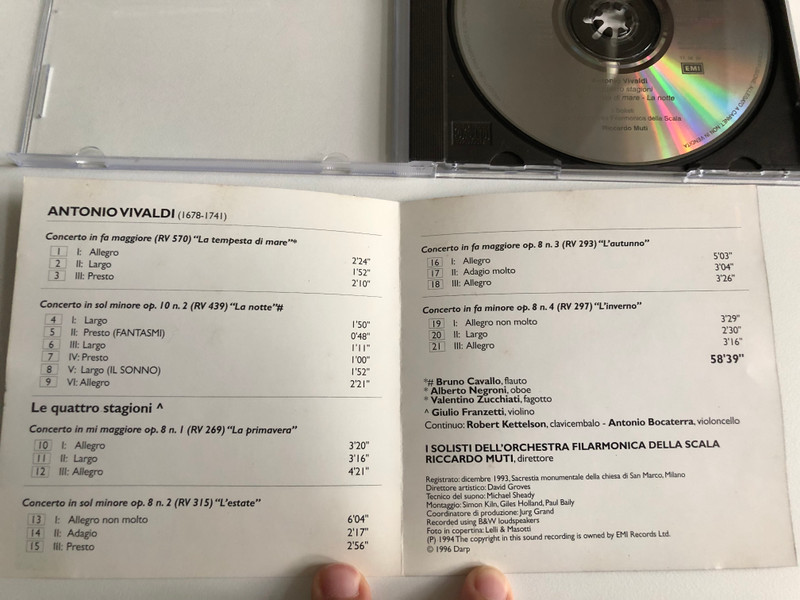 EMI
Antonio Vivaldi
stagioni
di mare - La notte
I Solisti
Filarmonica della Scala
Riccardo Muti
ANTONIO VIVALDI (1678-1741)
Concerto in fa maggiore (RV 570) “La tempesta di mare”*
1 I: Allegro 2'24"
2 II: Largo 1'52"
3 III: Presto 2'10"
Concerto in sol minore op. 10 n. 2 (RV 439) “La notte”#
4 I: Largo 1'50"
5 II: Presto (FANTASMI) 0'48"
6 III: Largo 1'11"
7 IV: Presto 1'00"
8 V: Largo (IL SONNO) 1'52"
9 VI: Allegro 2'21"
Le quattro stagioni ^
Concerto in mi maggiore op. 8 n. 1 (RV 269) “La primavera”
10 I: Allegro 3'20"
11 II: Largo 3'16"
12 III: Allegro 4'21"
Concerto in sol minore op. 8 n. 2 (RV 315) “L'estate”
13 I: Allegro non molto 6'04"
14 II: Adagio 2'17"
15 III: Presto 2'56"
Concerto in fa maggiore op. 8 n. 3 (RV 293) “L'autunno”
16 I: Allegro 5'03"
17 II: Adagio molto 3'04"
18 III: Allegro 3'26"
Concerto in fa minore op. 8 n. 4 (RV 297) “L'inverno”
19 I: Allegro non molto 3'29"
20 II: Largo 2'30"
21 III: Allegro 3'16"
58'39"
*# Bruno Cavallo, flauto
* Alberto Negroni, oboe
* Valentino Zucchiati, fagotto
^ Giulio Franzetti, violino
Continuo: Robert Kettelson, clavicembalo - Antonio Bocaterra, violoncello
I SOLISTI DELL'ORCHESTRA FILARMONICA DELLA SCALA
RICCARDO MUTI, direttore
Registrato: dicembre 1993, Sacrestia monumentale della chiesa di San Marco, Milano
Direttore artistico: David Groves
Tecnico del suono: Michael Sheady
Montaggio: Simon Kiln, Giles Holland, Paul Baily
Coordinatore di produzione: Jurg Grand
Recorded using B&W loudspeakers
Foto in copertina: Lelli & Masotti
(P) 1994 The copyright in this sound recording is owned by EMI Records Ltd.
© 1996 Darp